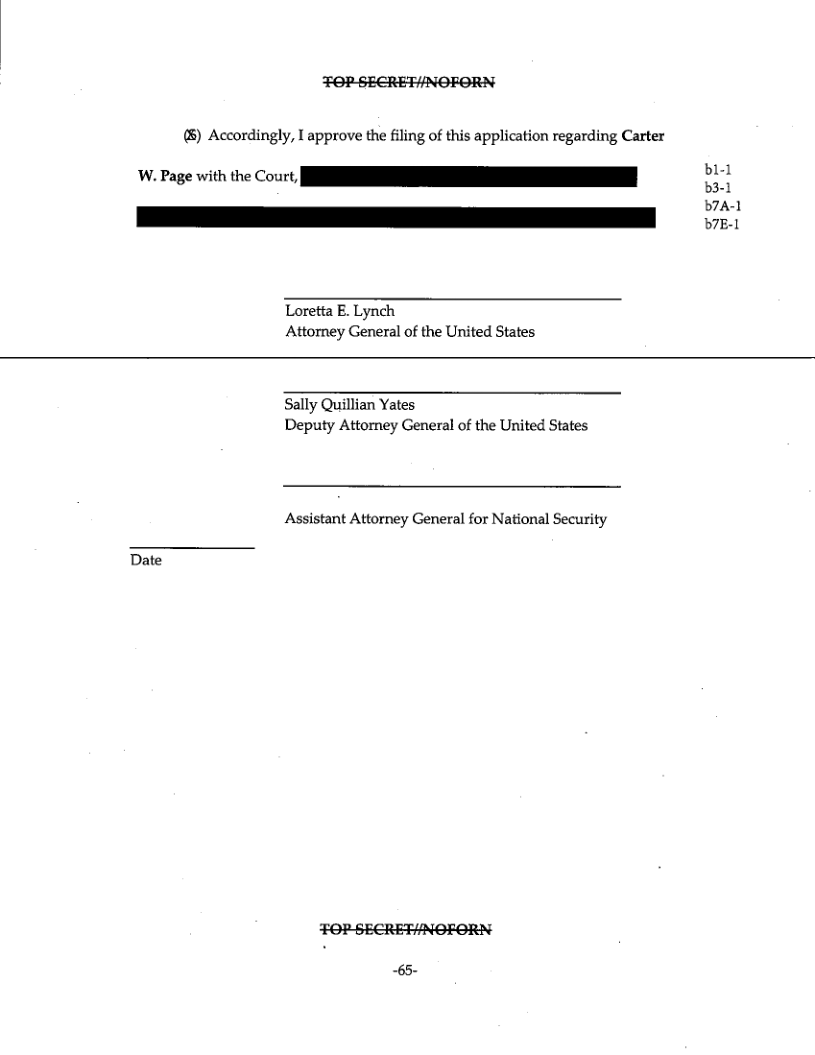 TOP SECRET//NOFORN
Accordingly, I approve the filing of this application regarding Carter
W. Page with the Court,
b1-1
b3-1
b7A-1
b7E-1
Loretta E. Lynch
Attorney General of the United States
Sally Quillian Yates
Deputy Attorney General of the United States
Assistant Attorney General for National Security
Date
TOP SECRET//NOFORN
-65-